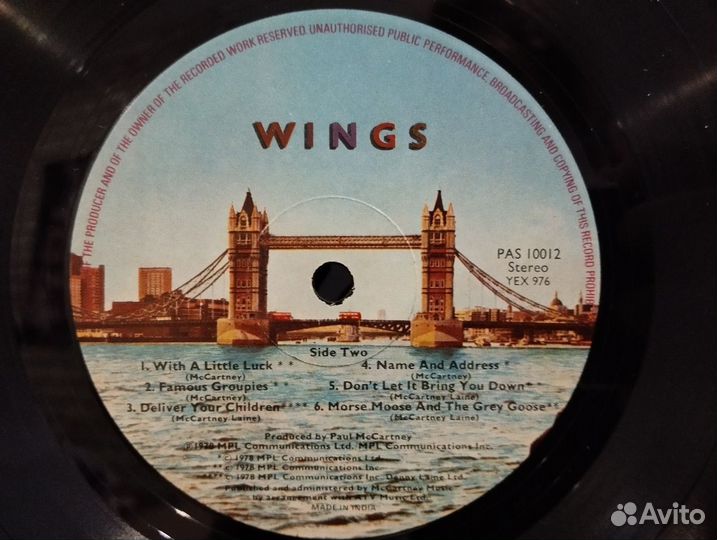 OF THE PRODUCER AND OF THE OWNER OF THE RECORDED WORK RESERVED. UNAUTHORISED PUBLIC PERFORMANCE, BROADCASTING AND COPYING OF THIS RECORD PROHIB
WINGS
PAS 10012
Stereo
YEX 976
Side Two
1. With A Little Luck **
(McCartney)
2. Famous Groupies **
(McCartney)
3. Deliver Your Children ****
(McCartney Laine)
4. Name And Address *
(McCartney)
5. Don't Let It Bring You Down **
(McCartney Laine)
6. Morse Moose And The Grey Goose **
(McCartney Laine)
Produced by Paul McCartney
℗ 1978 MPL Communications Ltd. MPL Communications Inc.
* © 1978 MPL Communications Ltd.
** © 1978 MPL Communications Inc.
**** © 1978 MPL Communications Inc. Denny Laine Ltd.
Published and administered by McCartney Music
by arrangement with ATV Music Ltd.
MADE IN INDIA
Avito